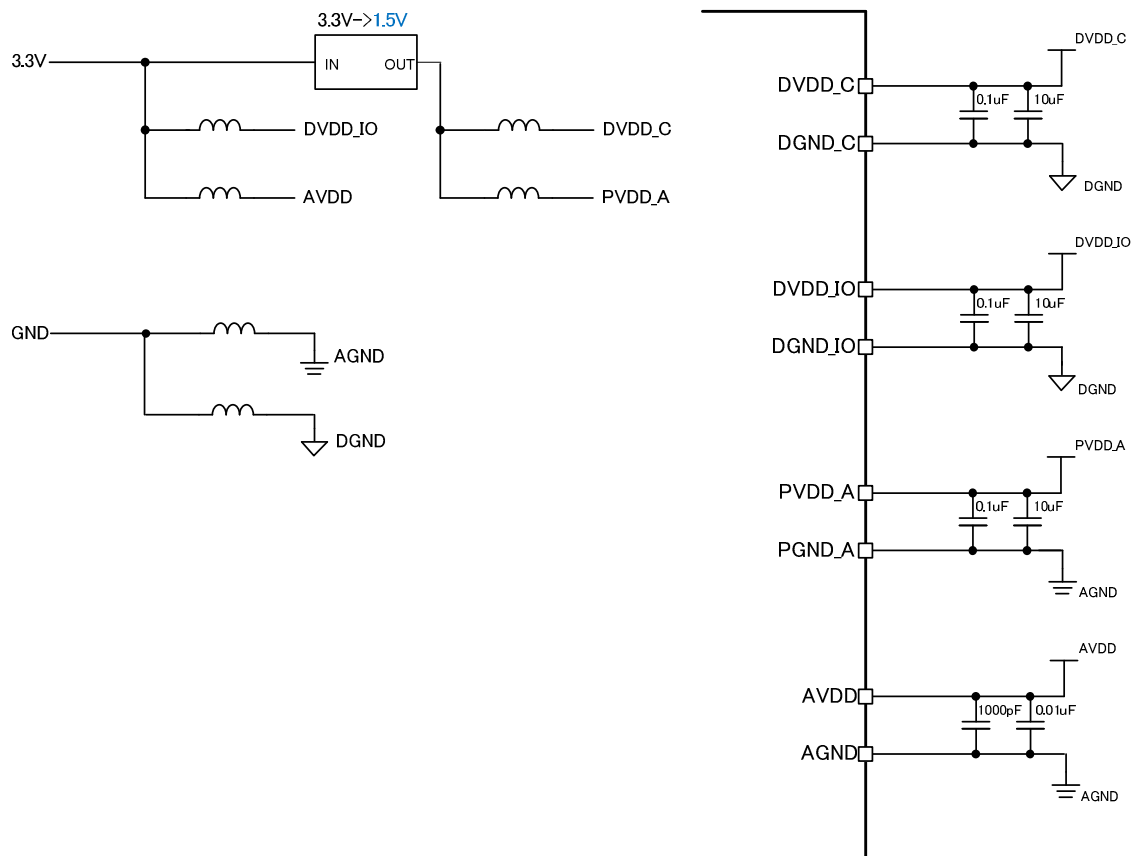 3.3V->1.5V
3.3V
IN OUT
DVDD_IO
DVDD_C
AVDD
PVDD_A
GND
AGND
DGND
DVDD_C
DVDD_C
0.1uF 10uF
DGND_C
DGND
DVDD_IO
DVDD_IO
0.1uF 10uF
DGND_IO
DGND
PVDD_A
PVDD_A
0.1uF 10uF
PGND_A
AGND
AVDD
AVDD
1000pF 0.01uF
AGND
AGND